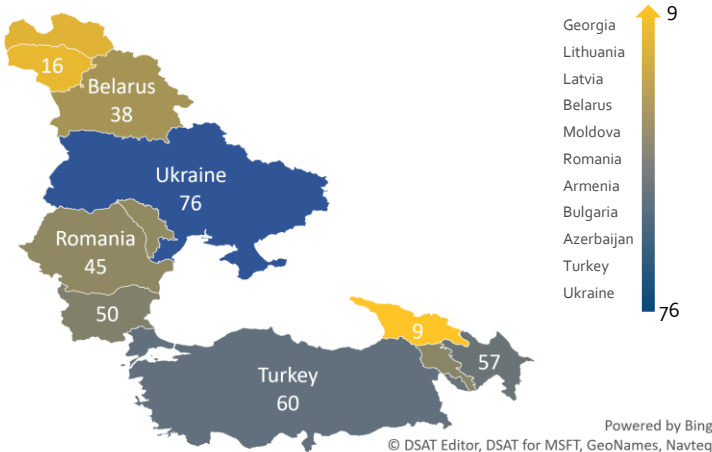 16
Belarus
38
Ukraine
76
Romania
45
50
Turkey
60
9
57
9
Georgia
Lithuania
Latvia
Belarus
Moldova
Romania
Armenia
Bulgaria
Azerbaijan
Turkey
Ukraine
76
Powered by Bing
© DSAT Editor, DSAT for MSFT, GeoNames, Navteq